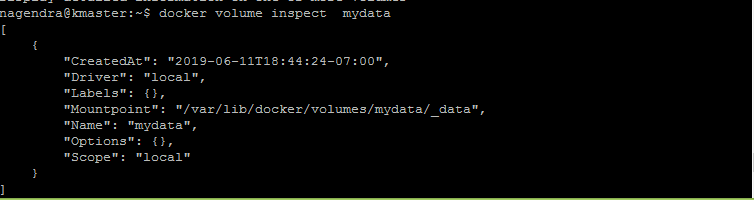 nagendra@kmaster:~$ docker volume inspect  mydata
[
    {
        "CreatedAt": "2019-06-11T18:44:24-07:00",
        "Driver": "local",
        "Labels": {},
        "Mountpoint": "/var/lib/docker/volumes/mydata/_data",
        "Name": "mydata",
        "Options": {},
        "Scope": "local"
    }
]